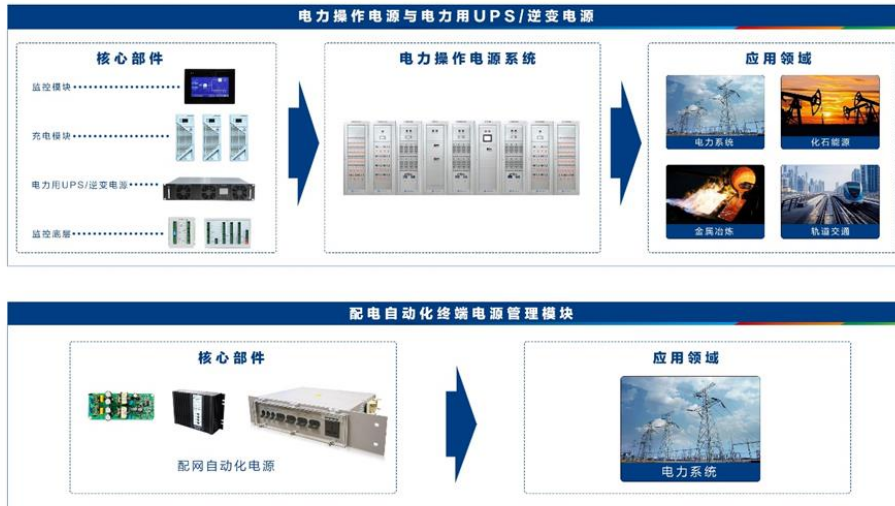 电力操作电源与电力用UPS/逆变电源
核心部件
监控模块
充电模块
电力用UPS/逆变电源
监控底层
电力操作电源系统
应用领域
电力系统
化石能源
金属冶炼
轨道交通
配电自动化终端电源管理模块
核心部件
配网自动化电源
应用领域
电力系统